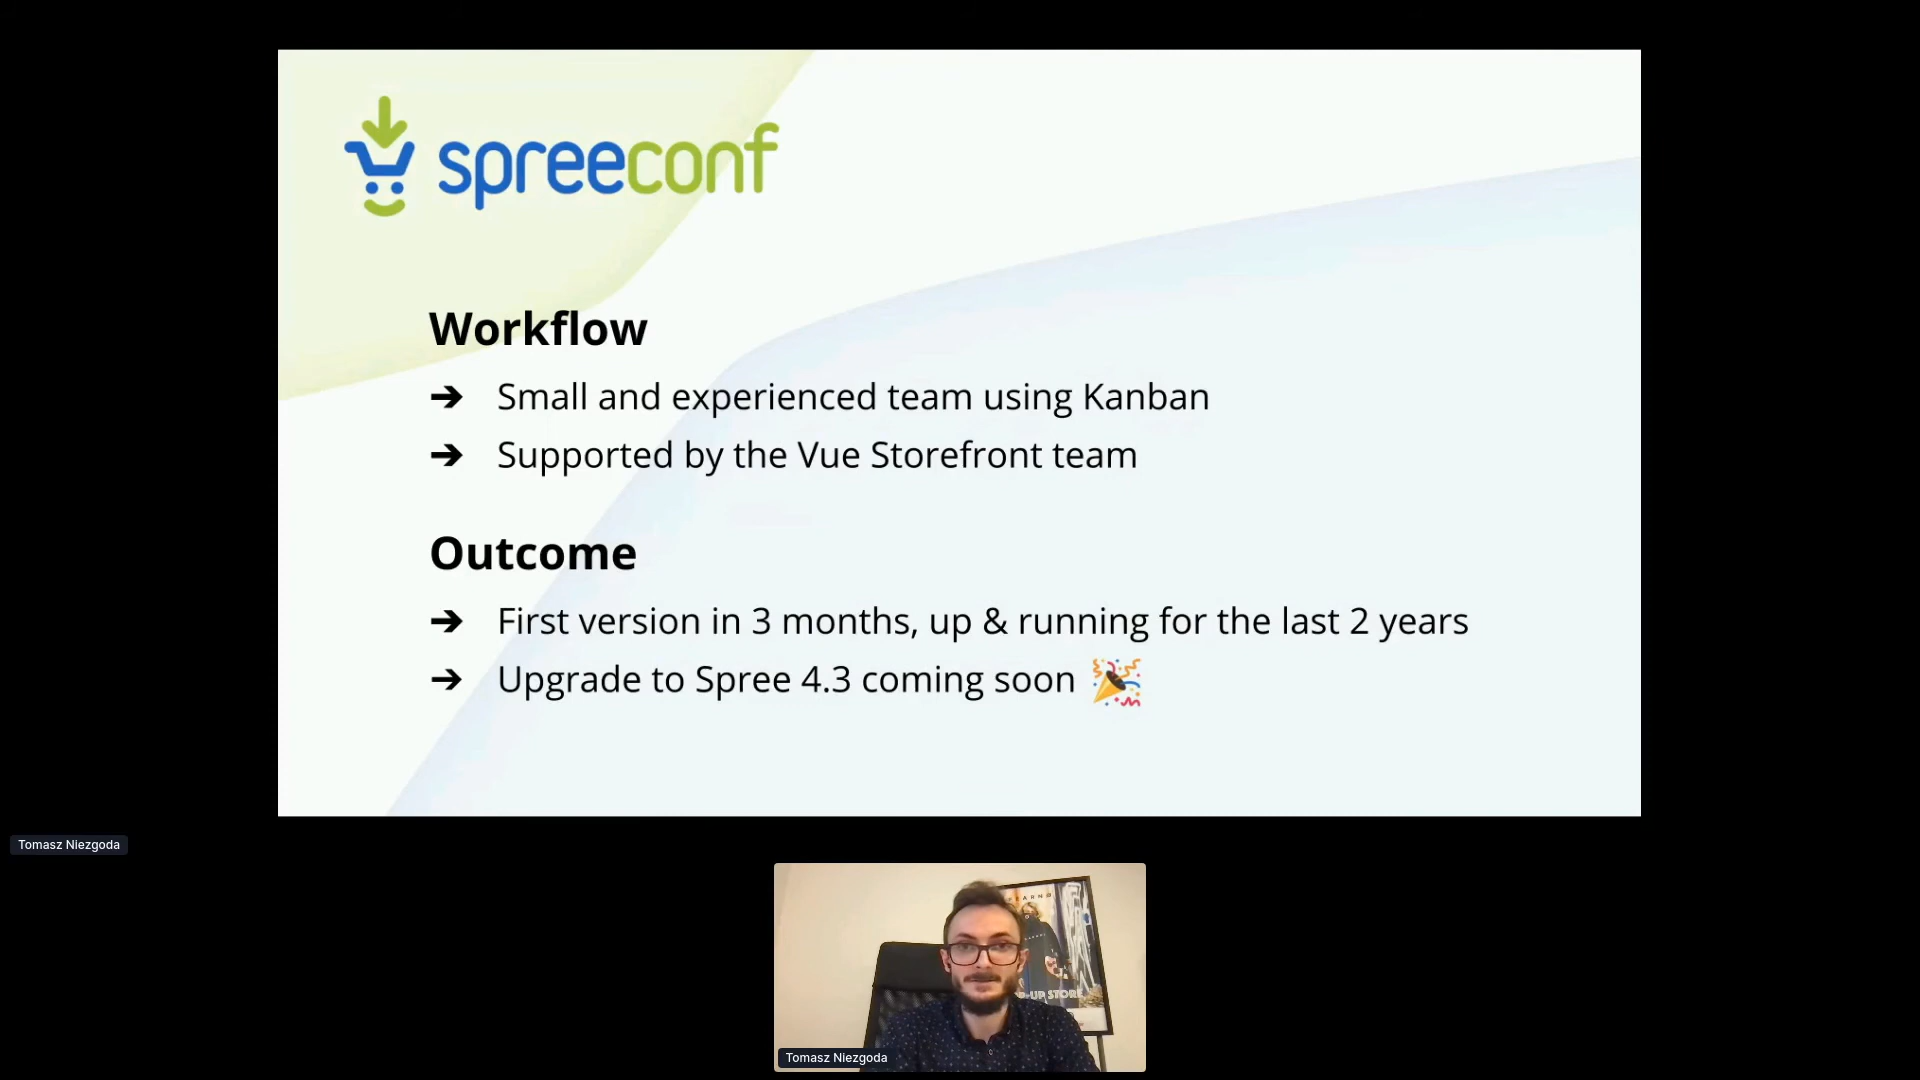 spreeconf
Workflow
➔ Small and experienced team using Kanban
➔ Supported by the Vue Storefront team
Outcome
➔ First version in 3 months, up & running for the last 2 years
➔ Upgrade to Spree 4.3 coming soon 🎉
Tomasz Niezgoda
UP STORE
Tomasz Niezgoda